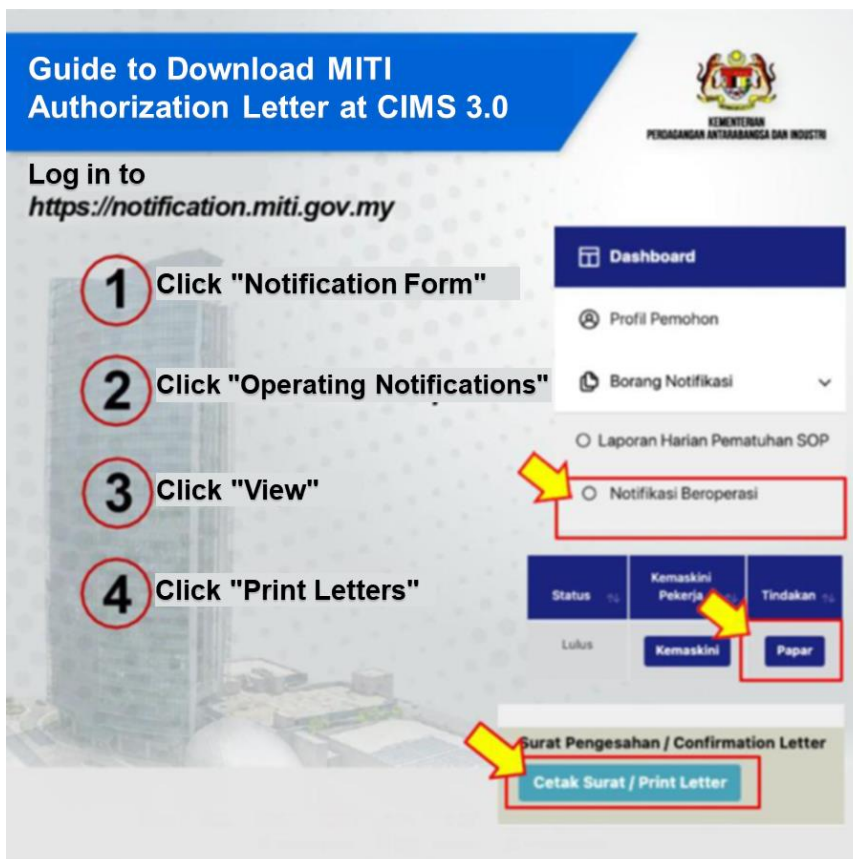 Guide to Download MITI
Authorization Letter at CIMS 3.0
KEMENTERIAN
PERDAGANGAN ANTARABANGSA DAN INDUSTRI
Log in to
https://notification.miti.gov.my
1 Click "Notification Form"
2 Click "Operating Notifications"
3 Click "View"
4 Click "Print Letters"
Dashboard
Profil Pemohon
Borang Notifikasi
Laporan Harian Pematuhan SOP
Notifikasi Beroperasi
Status Kemaskini Pekerja Tindakan
Lulus Kemaskini Papar
Surat Pengesahan / Confirmation Letter
Cetak Surat / Print Letter